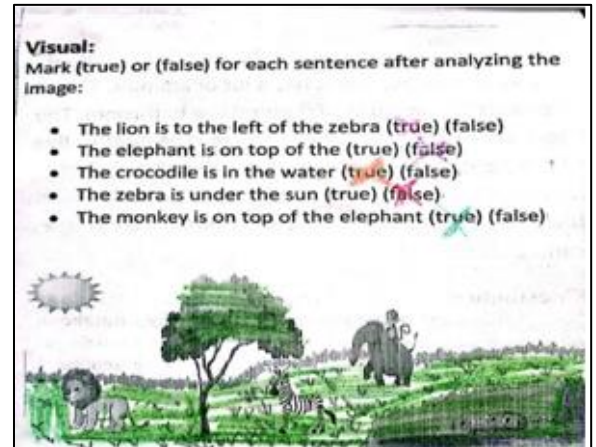 Visual:
Mark (true) or (false) for each sentence after analyzing the
image:
• The lion is to the left of the zebra (true) (false)
• The elephant is on top of the (true) (false)
• The crocodile is in the water (true) (false)
• The zebra is under the sun (true) (false)
• The monkey is on top of the elephant (true) (false)